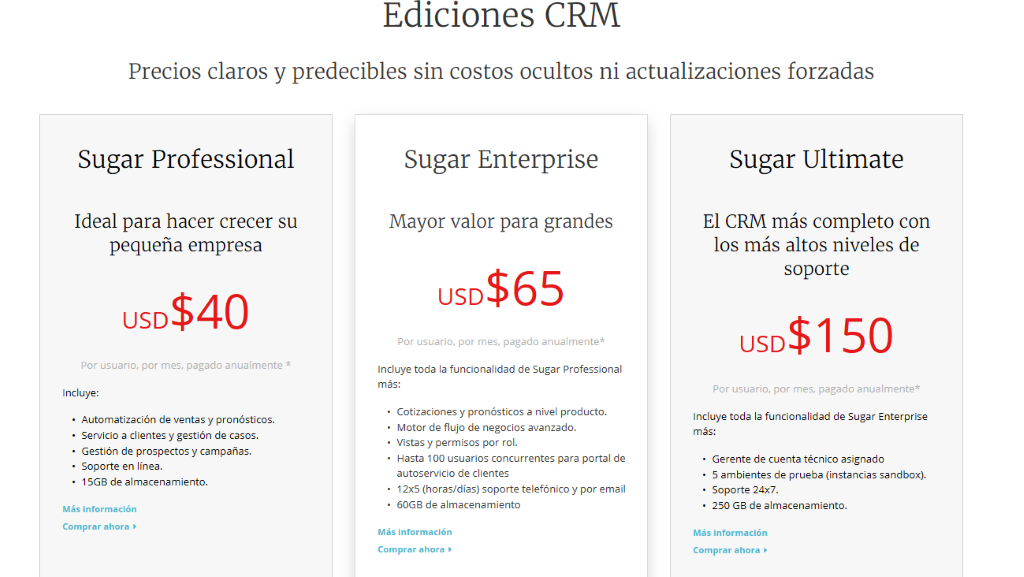 Ediciones CRM
Precios claros y predecibles sin costos ocultos ni actualizaciones forzadas
Sugar Professional
Ideal para hacer crecer su
pequeña empresa
USD$40
Por usuario, por mes, pagado anualmente *
Incluye:
• Automatización de ventas y pronósticos.
• Servicio a clientes y gestión de casos.
• Gestión de prospectos y campañas.
• Soporte en línea.
• 15GB de almacenamiento.
Más información
Comprar ahora
Sugar Enterprise
Mayor valor para grandes
USD$65
Por usuario, por mes, pagado anualmente*
Incluye toda la funcionalidad de Sugar Professional
más:
• Cotizaciones y pronósticos a nivel producto.
• Motor de flujo de negocios avanzado.
• Vistas y permisos por rol.
• Hasta 100 usuarios concurrentes para portal de
autoservicio de clientes
• 12x5 (horas/días) soporte telefónico y por email
• 60GB de almacenamiento
Más información
Comprar ahora
Sugar Ultimate
El CRM más completo con
los más altos niveles de
soporte
USD$150
Por usuario, por mes, pagado anualmente*
Incluye toda la funcionalidad de Sugar Enterprise
más:
• Gerente de cuenta técnico asignado
• 5 ambientes de prueba (instancias sandbox).
• Soporte 24x7.
• 250 GB de almacenamiento.
Más información
Comprar ahora